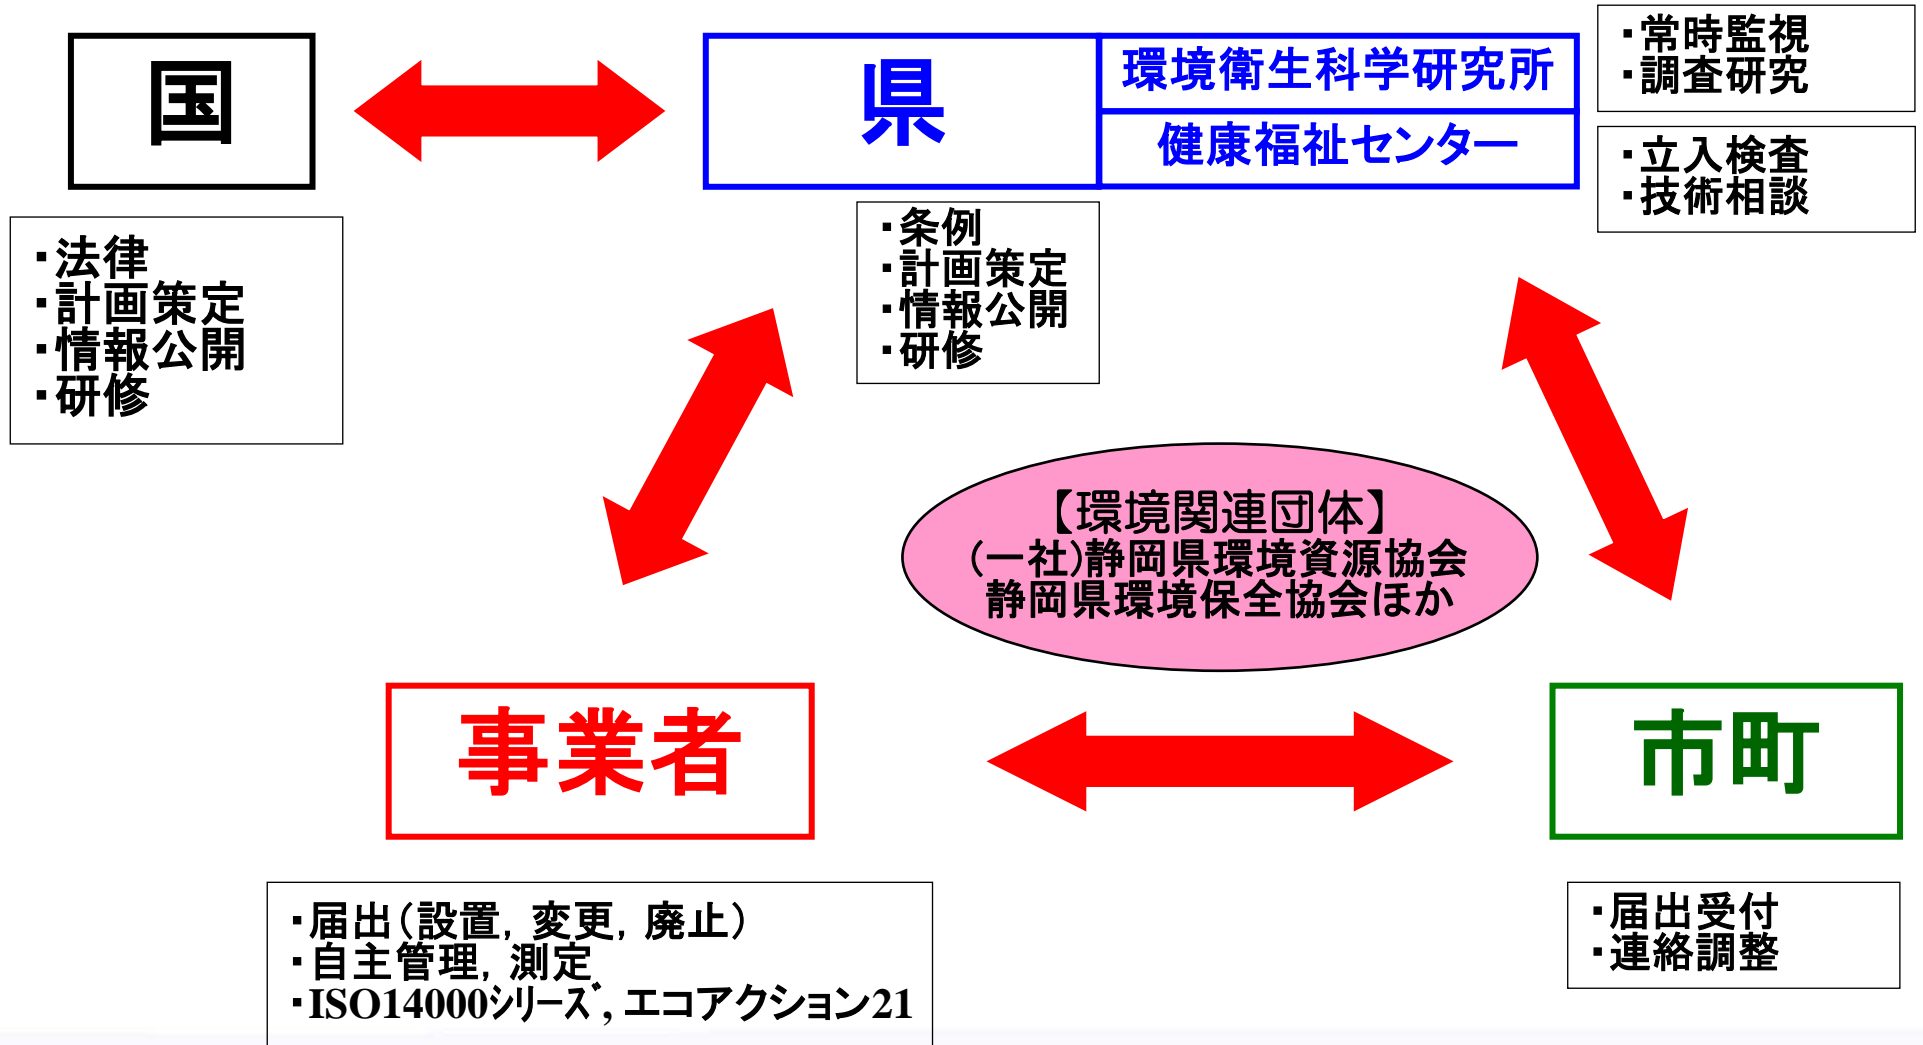 国
県
環境衛生科学研究所
健康福祉センター
・常時監視
・調査研究
・立入検査
・技術相談
・法律
・計画策定
・情報公開
・研修
・条例
・計画策定
・情報公開
・研修
【環境関連団体】
(一社)静岡県環境資源協会
静岡県環境保全協会ほか
事業者
市町
・届出(設置, 変更, 廃止)
・自主管理, 測定
・ISO14000シリーズ, エコアクション21
・届出受付
・連絡調整